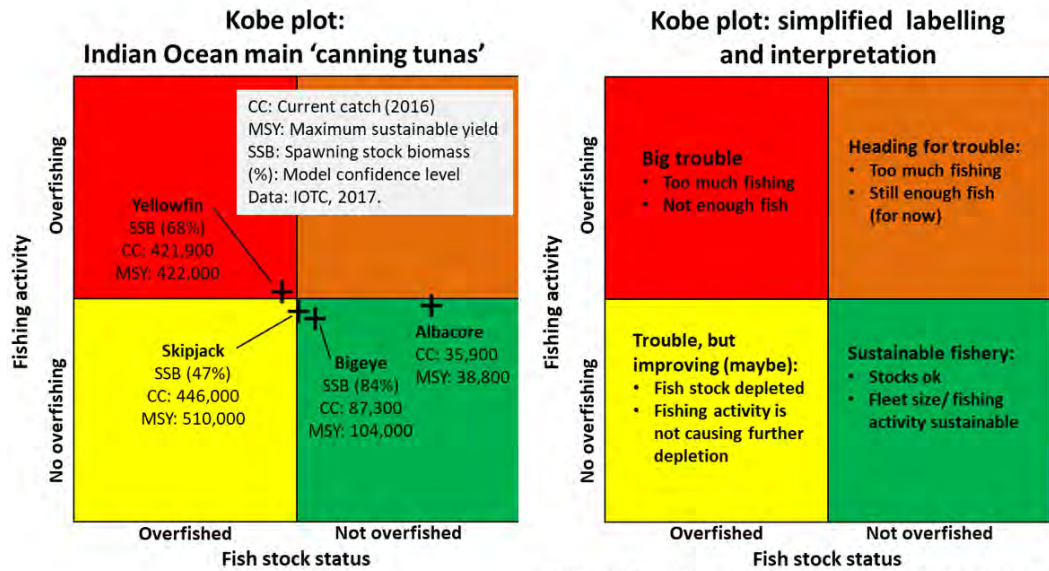 Kobe plot:
Indian Ocean main ‘canning tunas’
CC: Current catch (2016)
MSY: Maximum sustainable yield
SSB: Spawning stock biomass
(%): Model confidence level
Data: IOTC, 2017.
Yellowfin
SSB (68%)
CC: 421,900
MSY: 422,000
Skipjack
SSB (47%)
CC: 446,000
MSY: 510,000
Bigeye
SSB (84%)
CC: 87,300
MSY: 104,000
Albacore
CC: 35,900
MSY: 38,800
Fishing activity
Overfishing
No overfishing
Overfished
Not overfished
Fish stock status
Kobe plot: simplified labelling
and interpretation
Big trouble
• Too much fishing
• Not enough fish
Heading for trouble:
• Too much fishing
• Still enough fish
(for now)
Trouble, but
improving (maybe):
• Fish stock depleted
• Fishing activity is
not causing further
depletion
Sustainable fishery:
• Stocks ok
• Fleet size/ fishing
activity sustainable
Fishing activity
Overfishing
No overfishing
Overfished
Not overfished
Fish stock status